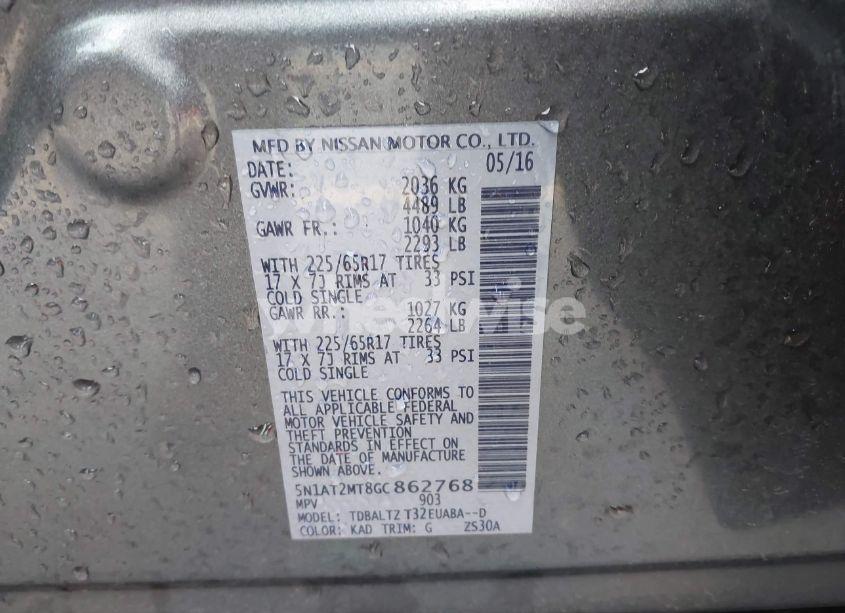 MFD BY NISSAN MOTOR CO., LTD.
DATE: 05/16
GVWR: 2036 KG
4489 LB
GAWR FR.: 1040 KG
2293 LB
WITH 225/65R17 TIRES
17 X 7J RIMS AT 33 PSI
COLD SINGLE
GAWR RR.: 1027 KG
2264 LB
WITH 225/65R17 TIRES
17 X 7J RIMS AT 33 PSI
COLD SINGLE
THIS VEHICLE CONFORMS TO
ALL APPLICABLE FEDERAL
MOTOR VEHICLE SAFETY AND
THEFT PREVENTION
STANDARDS IN EFFECT ON
THE DATE OF MANUFACTURE
SHOWN ABOVE.
5N1AT2MT8GC862768
MPV 903
MODEL: TDBALTZ T32EUABA--D
COLOR: KAD TRIM: G ZS30A